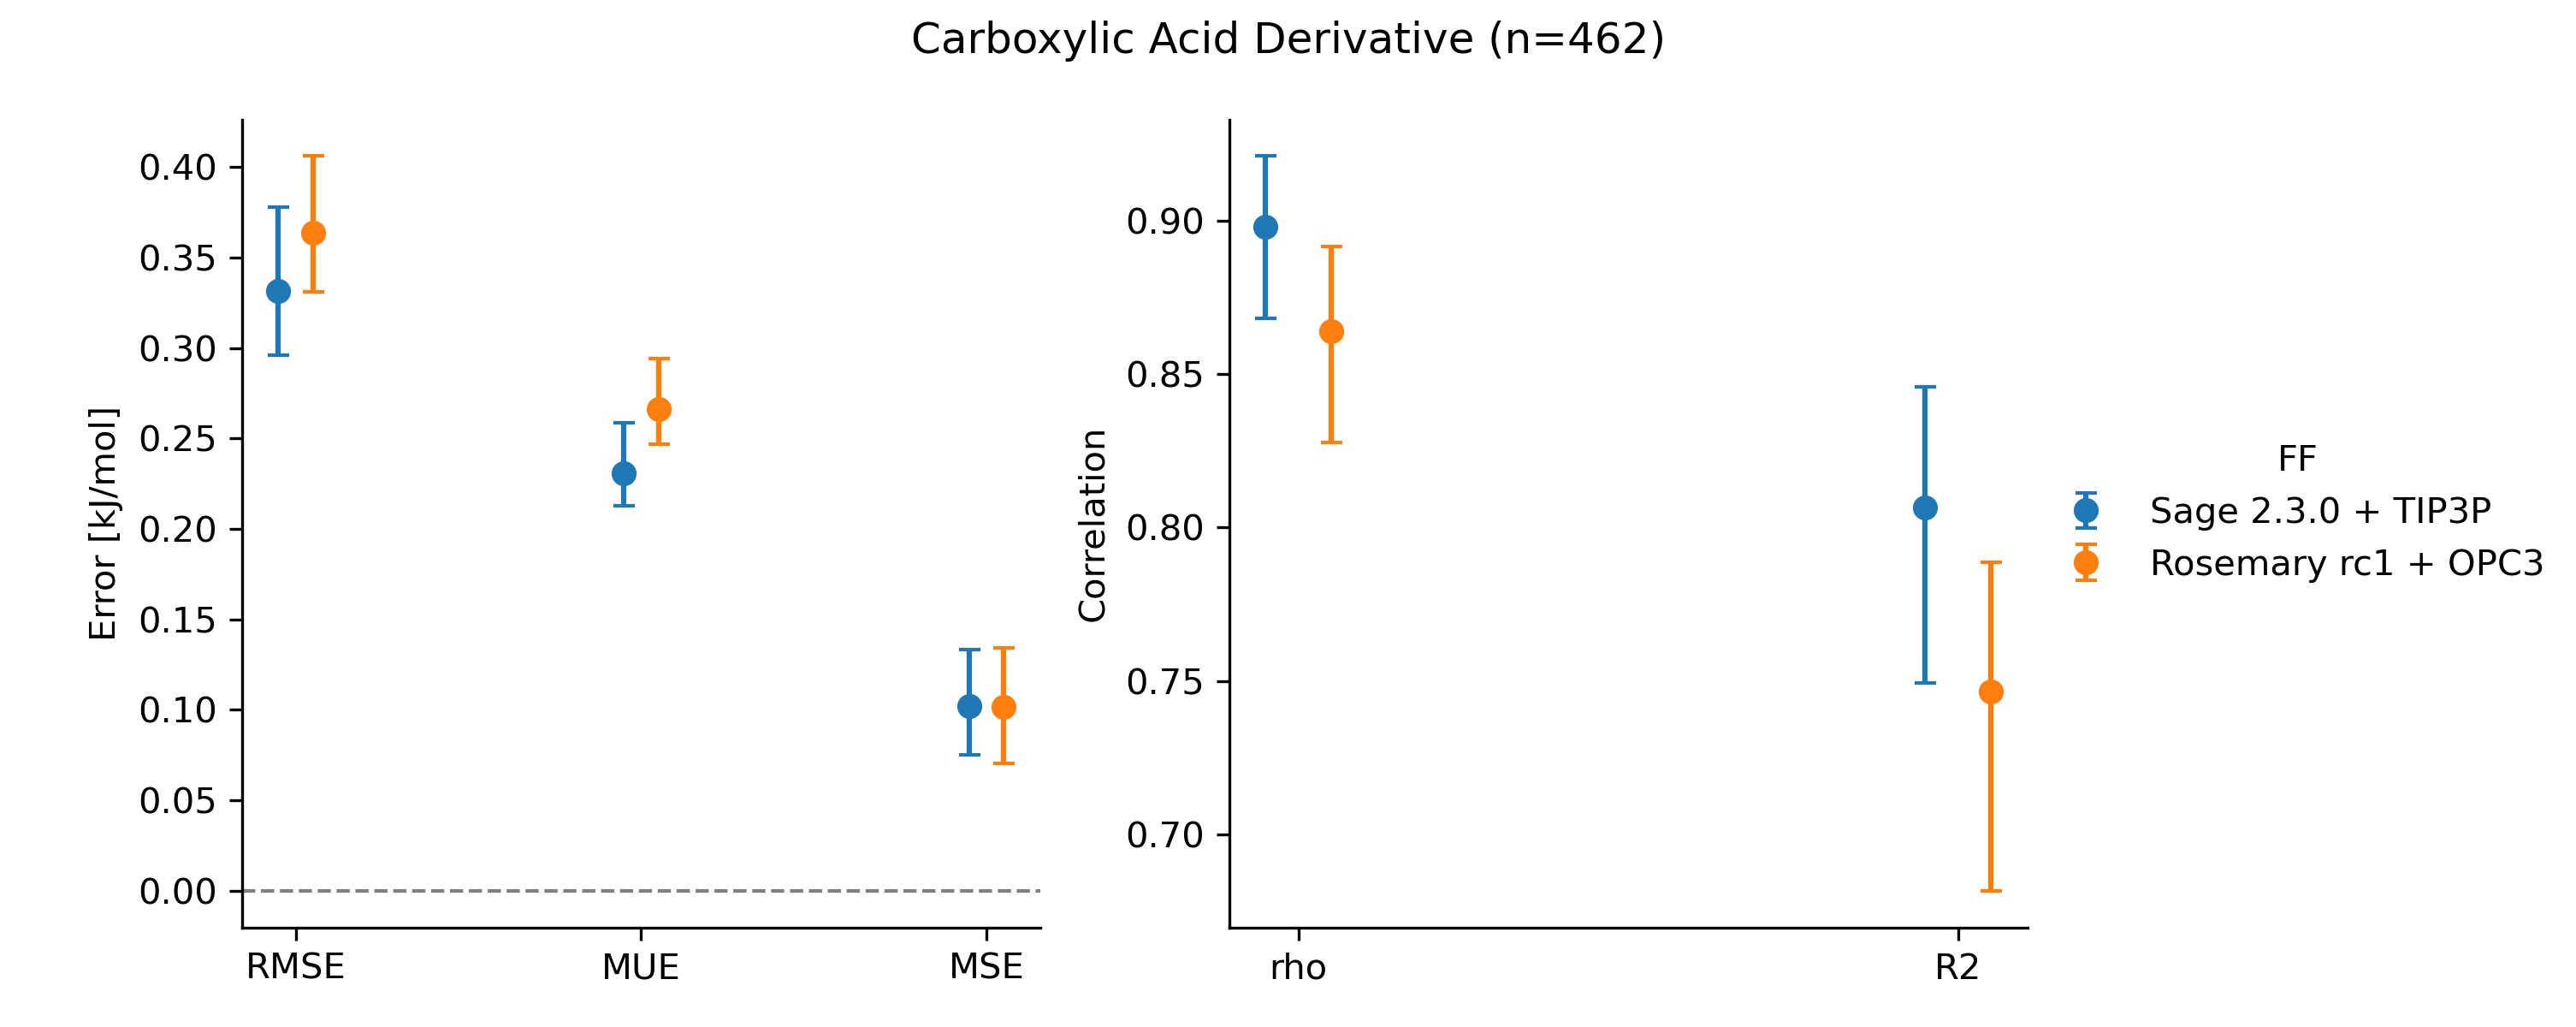 Carboxylic Acid Derivative (n=462)
Error [kJ/mol]
0.40
0.35
0.30
0.25
0.20
0.15
0.10
0.05
0.00
RMSE MUE MSE
Correlation
0.90
0.85
0.80
0.75
0.70
rho R2
FF
Sage 2.3.0 + TIP3P
Rosemary rc1 + OPC3